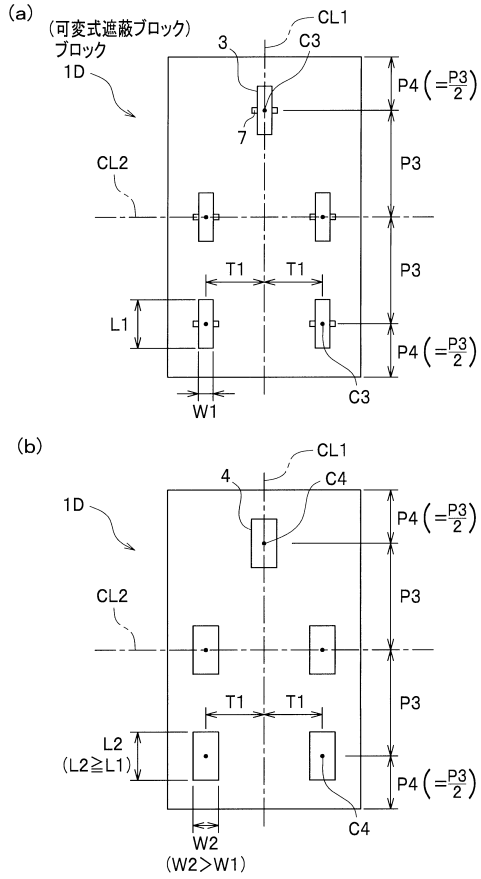 (a)
(可変式遮蔽ブロック)
ブロック
1D
3
C3
CL1
7
P4(=P3/2)
P3
CL2
T1 T1
P3
L1
P4(=P3/2)
W1
C3
(b)
CL1
4
C4
1D
P4(=P3/2)
P3
CL2
T1 T1
P3
L2
(L2≧L1)
P4(=P3/2)
W2
(W2>W1)
C4